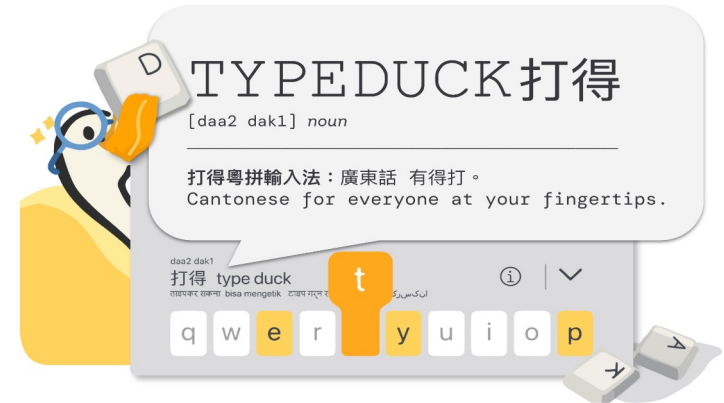 D
TYPEDUCK打得
[daa2 dak1] noun
打得粵拼輸入法：廣東話 有得打。
Cantonese for everyone at your fingertips.
daa2 dak1
打得 type duck
bisa mengetik टाइप गर्न
t
q w e r y u i o p
A
K